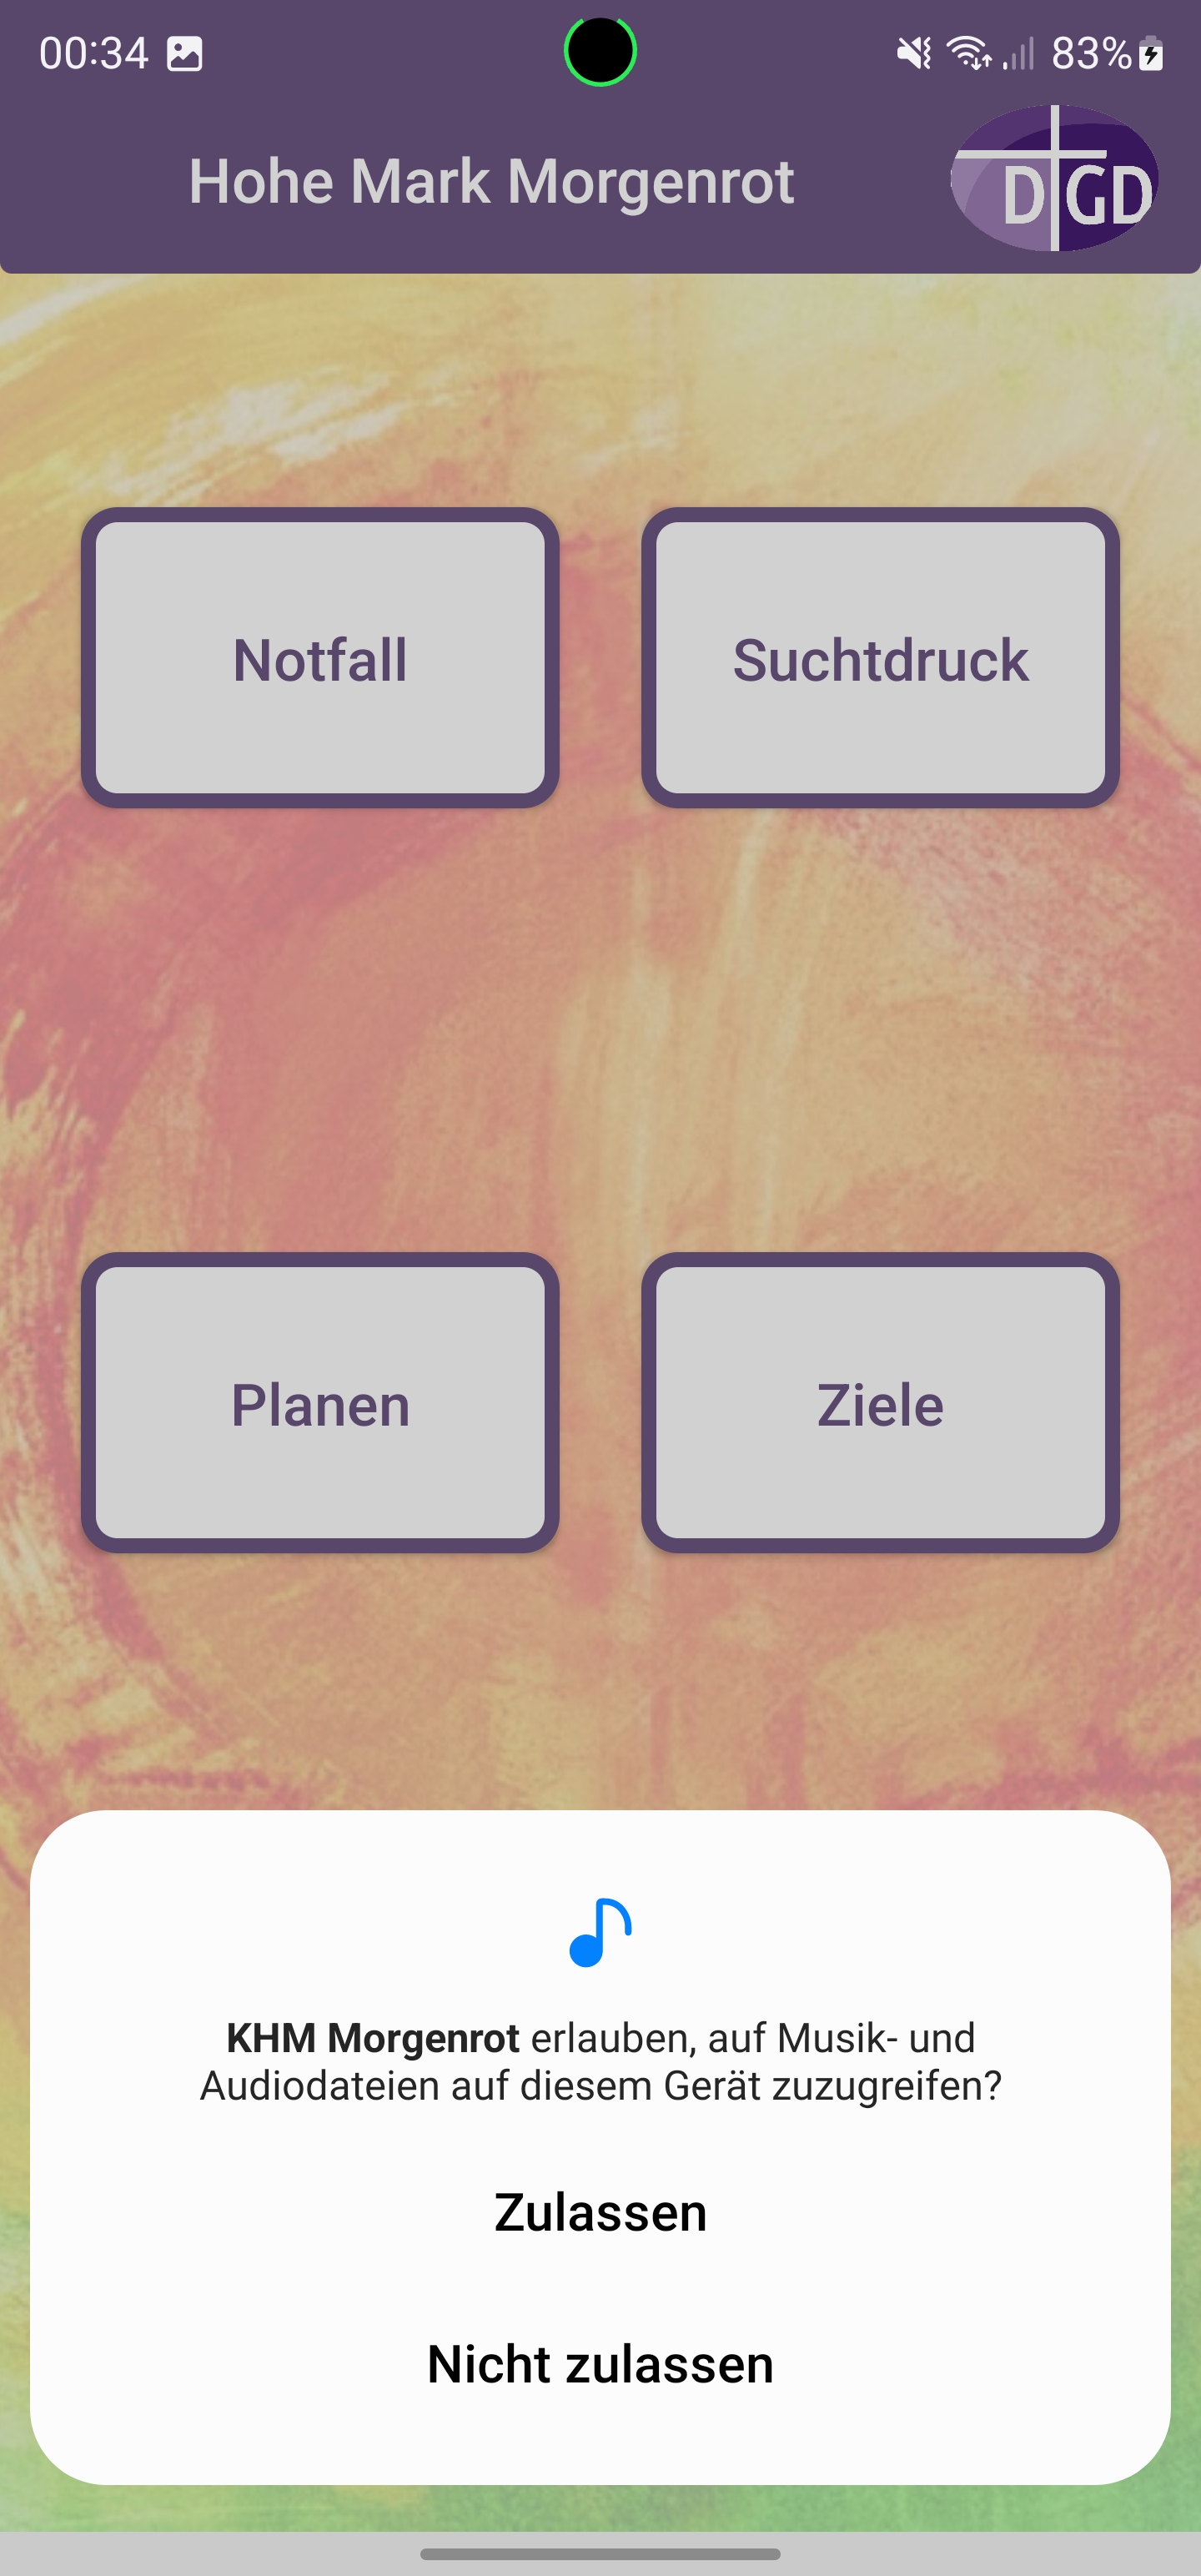 00:34
83%
Hohe Mark Morgenrot
DGD
Notfall
Suchtdruck
Planen
Ziele
KHM Morgenrot erlauben, auf Musik- und
Audiodateien auf diesem Gerät zuzugreifen?
Zulassen
Nicht zulassen